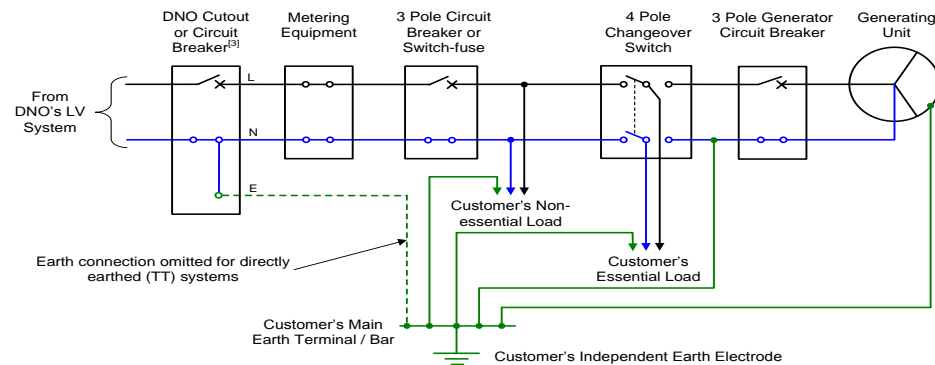 DNO Cutout
or Circuit
Breaker[3]
Metering
Equipment
3 Pole Circuit
Breaker or
Switch-fuse
4 Pole
Changeover
Switch
3 Pole Generator
Circuit Breaker
Generating
Unit
From
DNO's LV
System
L
N
E
Customer's Non-
essential Load
Customer's
Essential Load
Earth connection omitted for directly
earthed (TT) systems
Customer's Main
Earth Terminal / Bar
Customer's Independent Earth Electrode